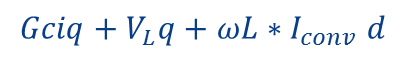 Gciq + V_L q + ωL * I_conv d